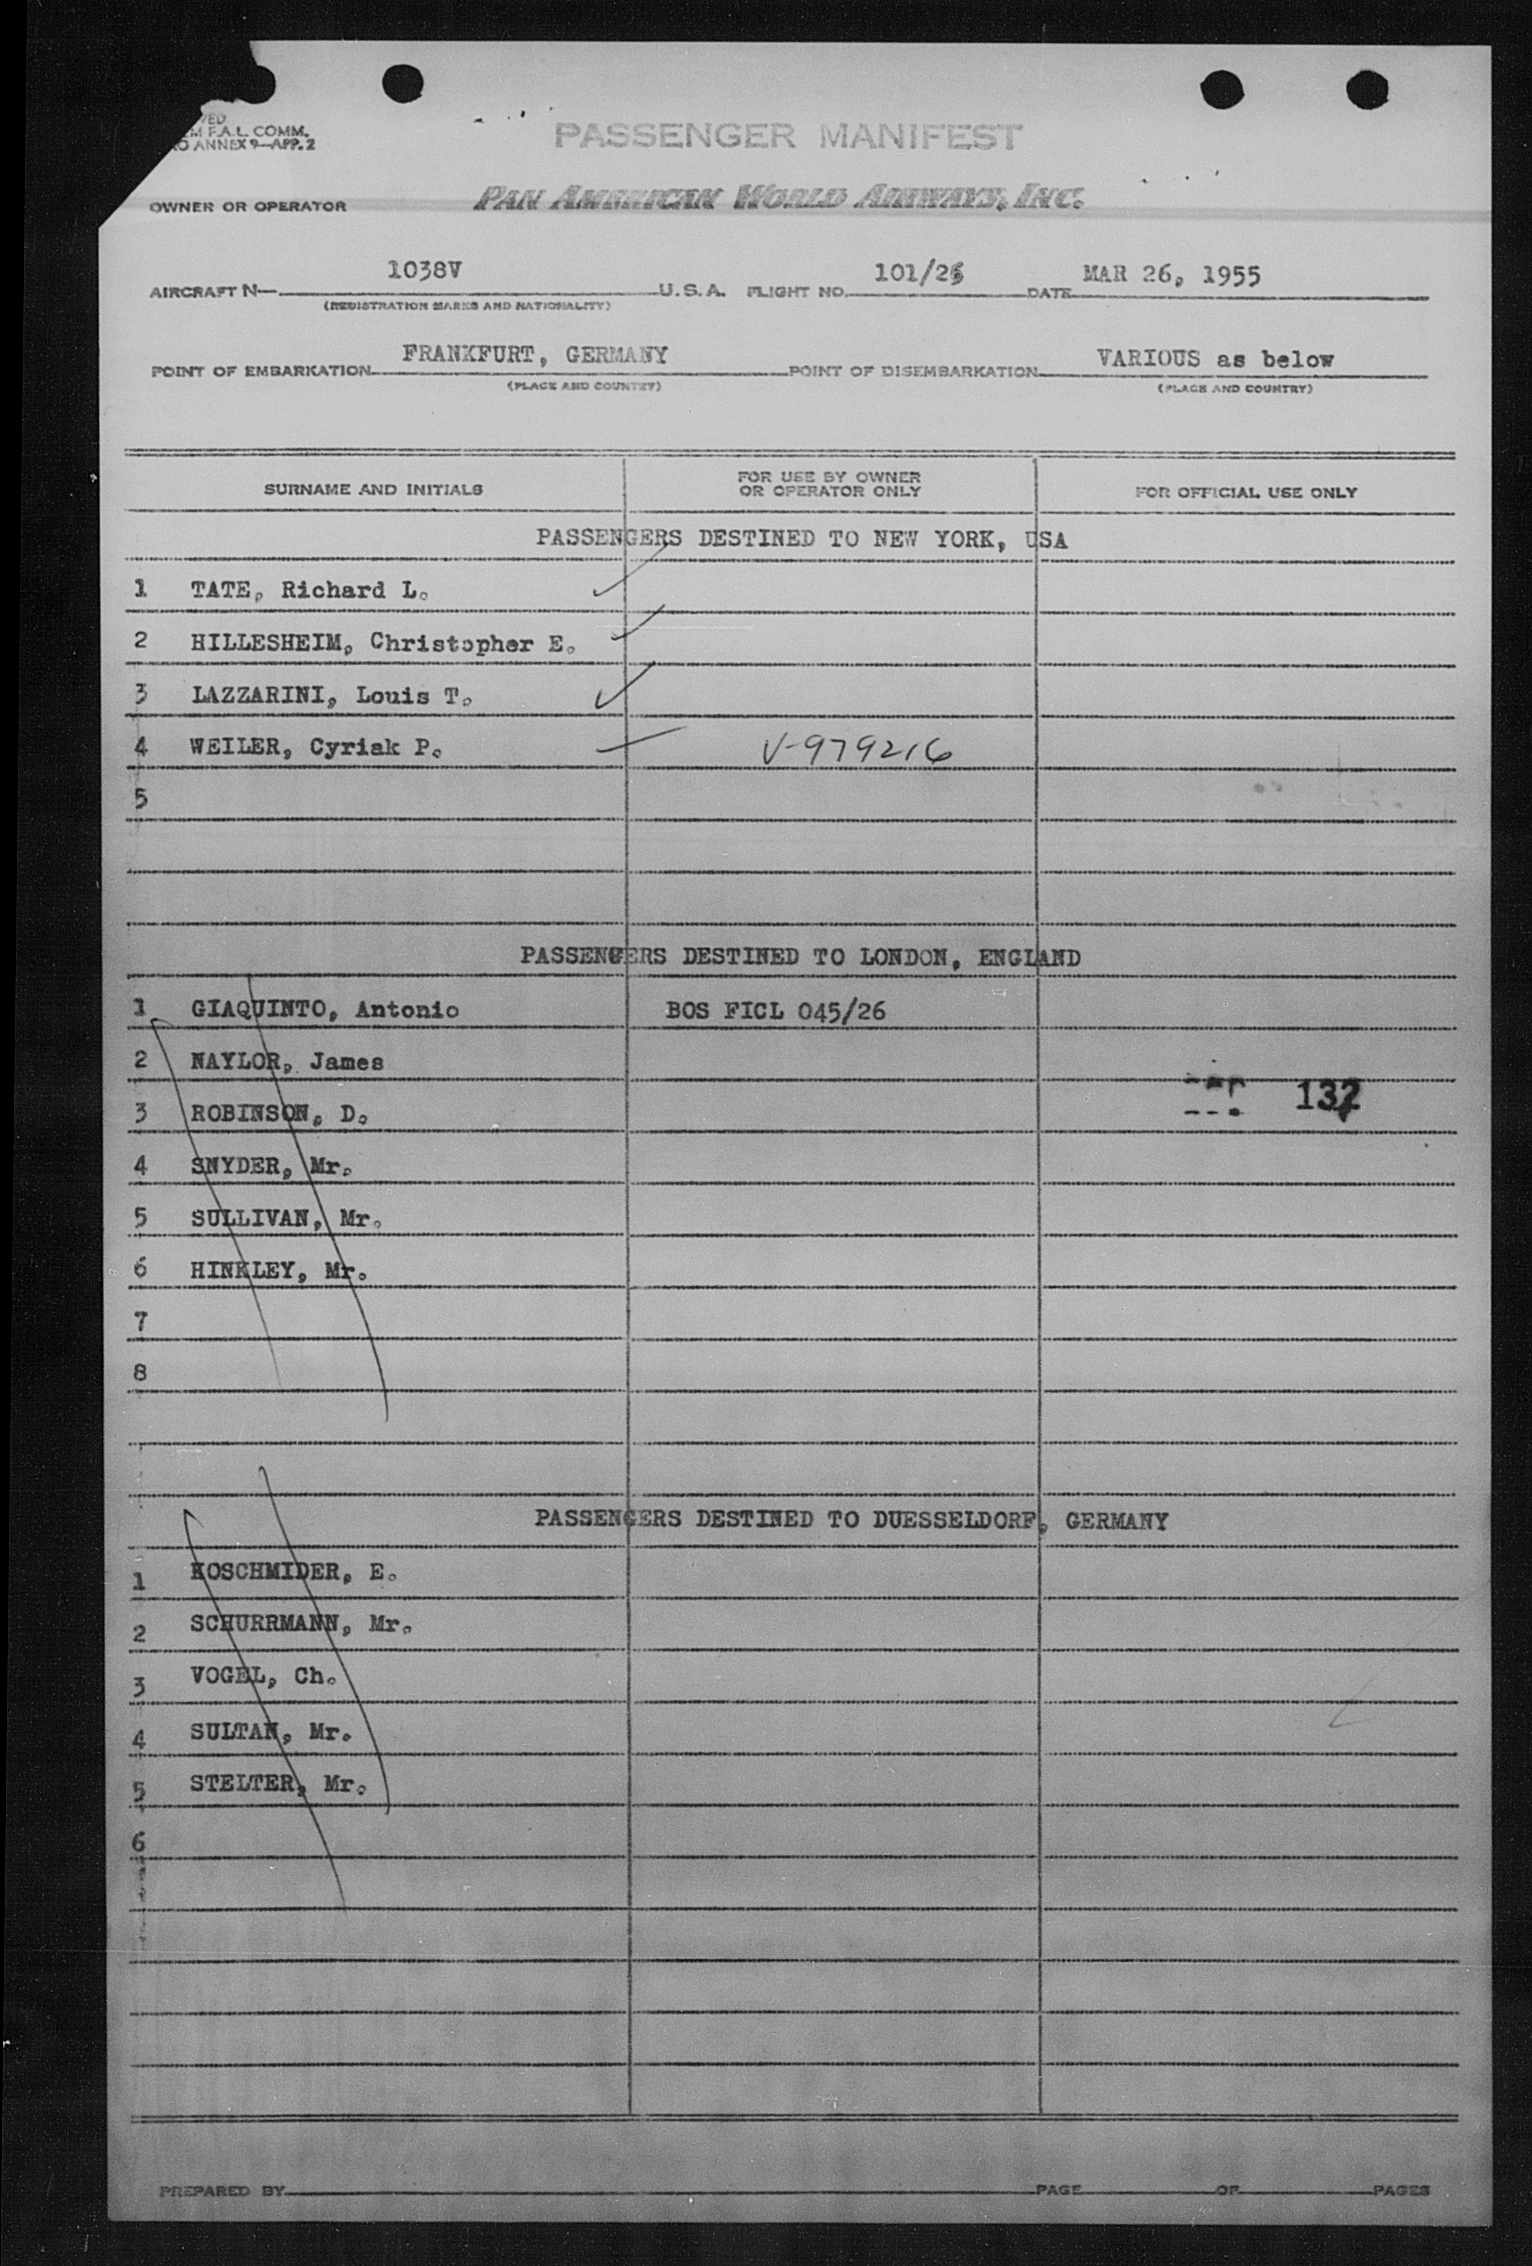 VED
M F.A.L. COMM.
O ANNEX 9—APP. 2
PASSENGER MANIFEST
OWNER OR OPERATOR PAN AMERICAN WORLD AIRWAYS, INC.
AIRCRAFT N— 1038V U.S.A. FLIGHT NO. 101/26 DATE MAR 26, 1955
(REGISTRATION MARKS AND NATIONALITY)
POINT OF EMBARKATION FRANKFURT, GERMANY POINT OF DISEMBARKATION VARIOUS as below
(PLACE AND COUNTRY) (PLACE AND COUNTRY)
SURNAME AND INITIALS FOR USE BY OWNER OR OPERATOR ONLY FOR OFFICIAL USE ONLY
PASSENGERS DESTINED TO NEW YORK, USA
1 TATE, Richard L.
2 HILLESHEIM, Christopher E.
3 LAZZARINI, Louis T.
4 WEILER, Cyriak P. V-979216
5
PASSENGERS DESTINED TO LONDON, ENGLAND
1 GIAQUINTO, Antonio BOS FICL 045/26
2 NAYLOR, James
3 ROBINSON, D. 132
4 SNYDER, Mr.
5 SULLIVAN, Mr.
6 HINKLEY, Mr.
7
8
PASSENGERS DESTINED TO DUESSELDORF, GERMANY
1 KOSCHMIDER, E.
2 SCHURRMANN, Mr.
3 VOGEL, Ch.
4 SULTAN, Mr.
5 STELTER, Mr.
6
PREPARED BY PAGE OF PAGES